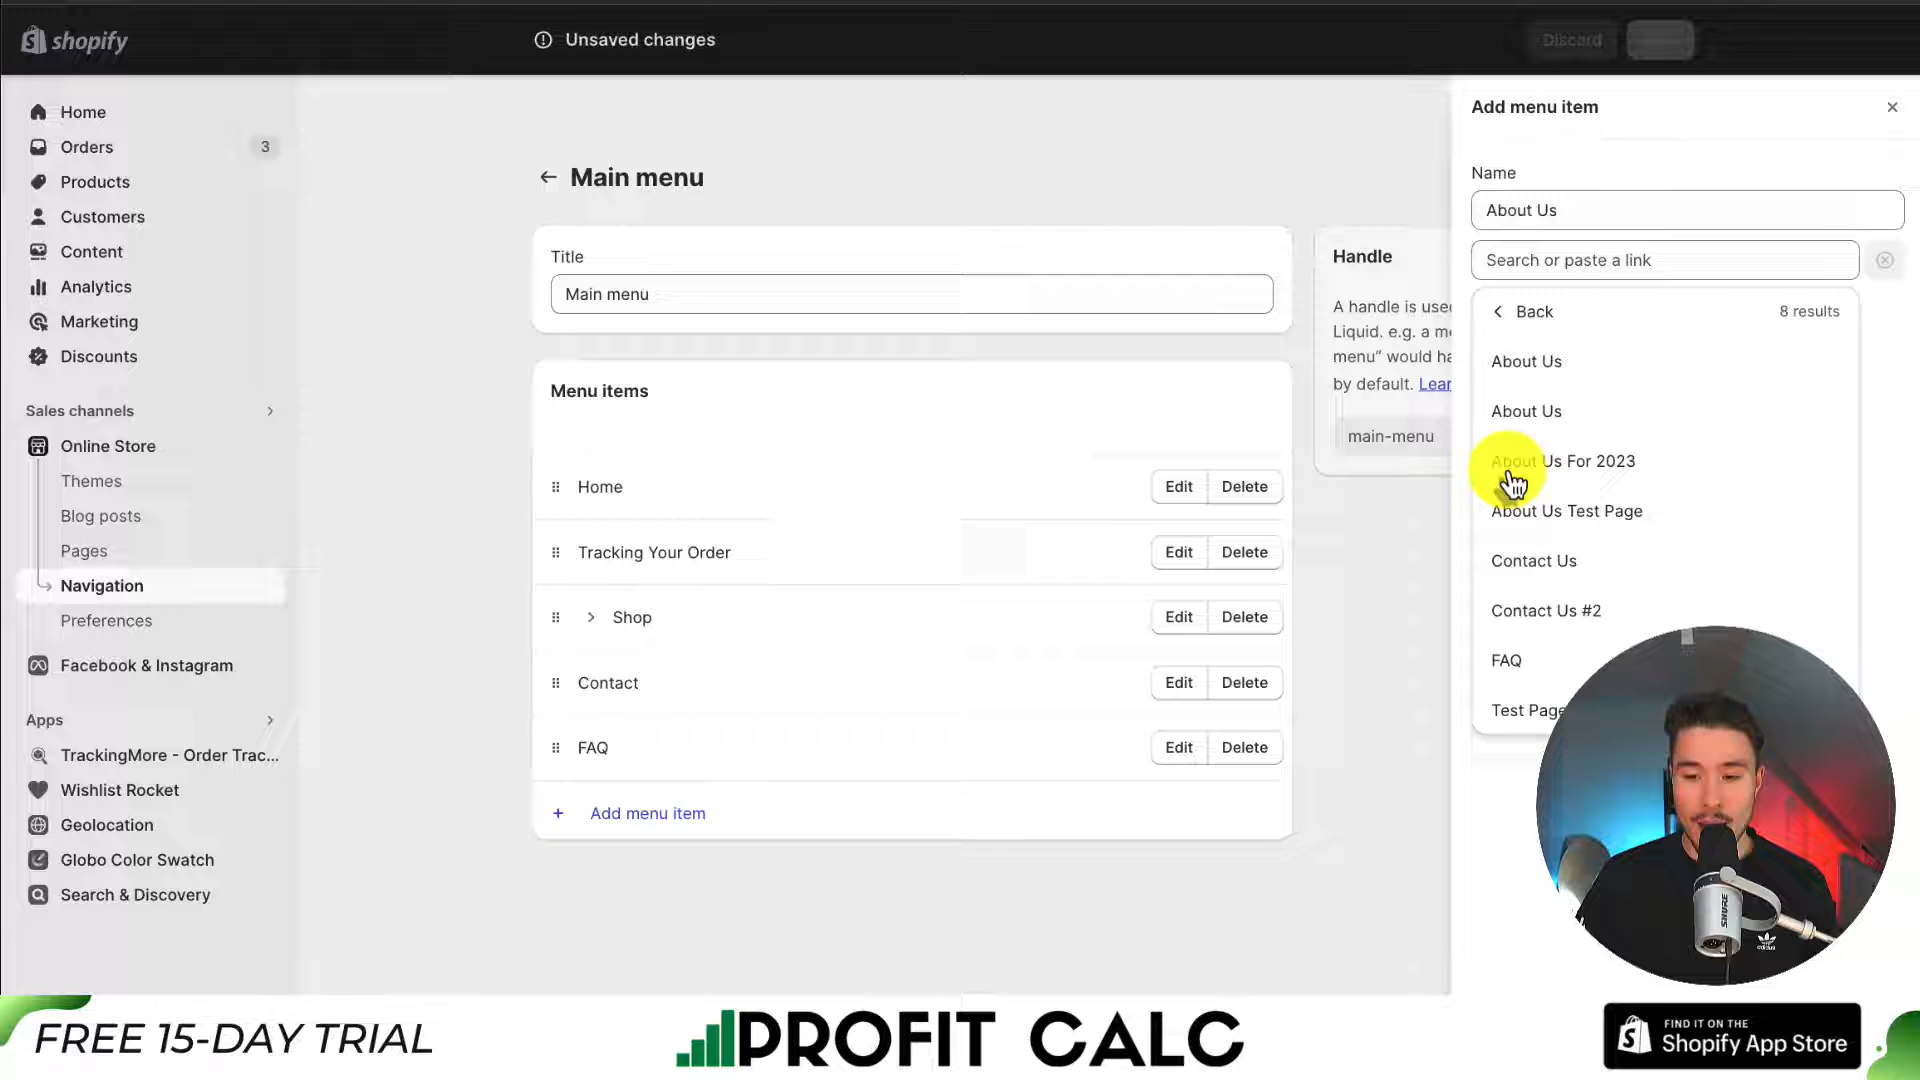 shopify
Unsaved changes
Discard
Home
Orders
3
Products
Customers
Content
Analytics
Marketing
Discounts
Sales channels
Online Store
Themes
Blog posts
Pages
Navigation
Preferences
Facebook & Instagram
Apps
TrackingMore - Order Trac...
Wishlist Rocket
Geolocation
Globo Color Swatch
Search & Discovery
Main menu
Title
Main menu
Menu items
Home
Edit
Delete
Tracking Your Order
Edit
Delete
Shop
Edit
Delete
Contact
Edit
Delete
FAQ
Edit
Delete
+ Add menu item
Handle
A handle is use
Liquid. e.g. a m
menu" would ha
by default. Lear
main-menu
Add menu item
Name
About Us
Search or paste a link
Back
8 results
About Us
About Us
About Us For 2023
About Us Test Page
Contact Us
Contact Us #2
FAQ
Test Page
SHURE
adidas
FREE 15-DAY TRIAL
PROFIT CALC
FIND IT ON THE
Shopify App Store